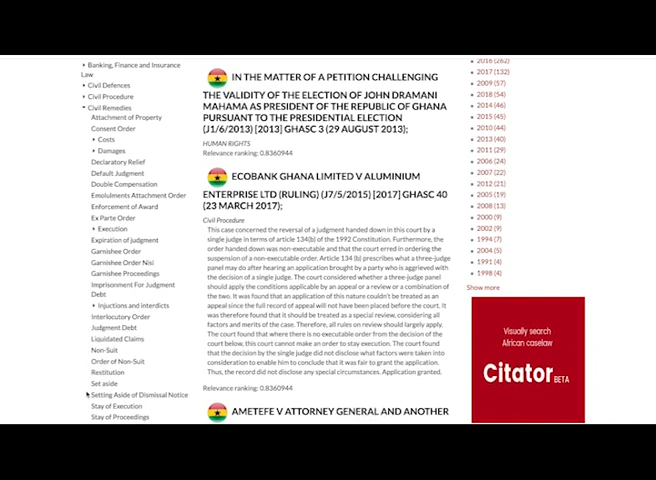 Banking, Finance and Insurance
Law
Civil Defences
Civil Procedure
Civil Remedies
Attachment of Property
Consent Order
Costs
Damages
Declaratory Relief
Default Judgment
Double Compensation
Emolulments Attachment Order
Enforcement of Award
Ex Parte Order
Execution
Expiration of judgment
Garnishee Order
Garnishee Order Nisi
Garnishee Proceedings
Imprisonment For Judgment
Debt
Injuctions and interdicts
Interlocutory Order
Judgment Debt
Liquidated Claims
Non-Suit
Order of Non-Suit
Restitution
Set aside
Setting Aside of Dismissal Notice
Stay of Execution
Stay of Proceedings
IN THE MATTER OF A PETITION CHALLENGING
THE VALIDITY OF THE ELECTION OF JOHN DRAMANI
MAHAMA AS PRESIDENT OF THE REPUBLIC OF GHANA
PURSUANT TO THE PRESIDENTIAL ELECTION
(J1/6/2013) [2013] GHASC 3 (29 AUGUST 2013);
HUMAN RIGHTS
Relevance ranking: 0.8360944
ECOBANK GHANA LIMITED V ALUMINIUM
ENTERPRISE LTD (RULING) (J7/5/2015) [2017] GHASC 40
(23 MARCH 2017);
Civil Procedure
This case concerned the reversal of a judgment handed down in this court by a
single judge in terms of article 134(b) of the 1992 Constitution. Furthermore, the
order handed down was non-executable and that the court erred in ordering the
suspension of a non-executable order. Article 134 (b) prescribes what a three-judge
panel may do after hearing an application brought by a party who is aggrieved with
the decision of a single judge. The court considered whether a three-judge panel
should apply the conditions applicable by an appeal or a review or a combination of
the two. It was found that an application of this nature couldn't be treated as an
appeal since the full record of appeal will not have been placed before the court. It
was therefore found that it should be treated as a special review, considering all
factors and merits of the case. Therefore, all rules on review should largely apply.
The court found that where there is no executable order from the decision of the
court below, this court cannot make an order to stay execution. The court found
that the decision by the single judge did not disclose what factors were taken into
consideration to enable him to conclude that it was fair to grant the application.
Thus, the record did not disclose any special circumstances. Application granted.
Relevance ranking: 0.8360944
AMETEFE V ATTORNEY GENERAL AND ANOTHER
2016 (262)
2017 (132)
2009 (57)
2018 (54)
2014 (46)
2015 (45)
2010 (44)
2013 (40)
2011 (29)
2006 (24)
2007 (22)
2012 (21)
2005 (19)
2008 (13)
2000 (9)
2002 (9)
1994 (7)
2004 (5)
1991 (4)
1998 (4)
Show more
Visually search
African caselaw
Citator BETA